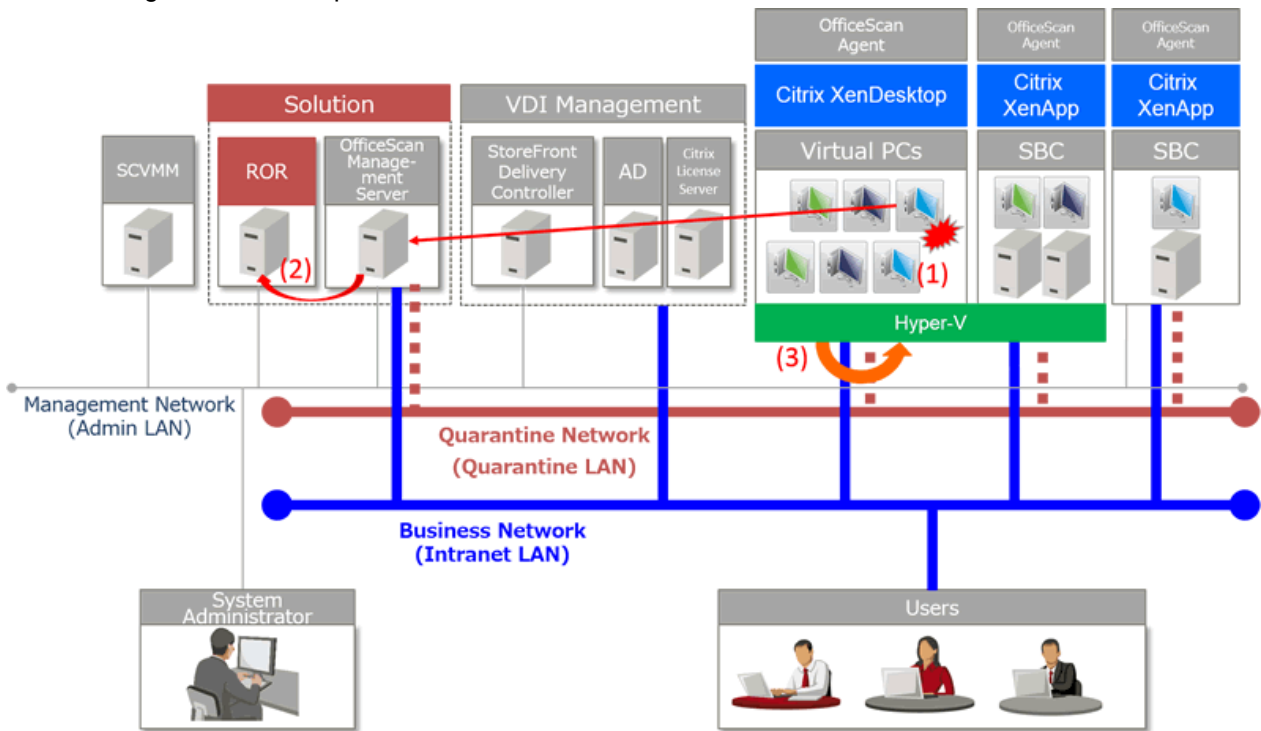 OfficeScan
Agent
OfficeScan
Agent
OfficeScan
Agent
Citrix XenDesktop
Citrix
XenApp
Citrix
XenApp
Solution
VDI Management
SCVMM
ROR
OfficeScan
Manage-
ment
Server
StoreFront
Delivery
Controller
AD
Citrix
License
Server
Virtual PCs
SBC
SBC
(1)
(2)
Hyper-V
(3)
Management Network
(Admin LAN)
Quarantine Network
(Quarantine LAN)
Business Network
(Intranet LAN)
System
Administrator
Users